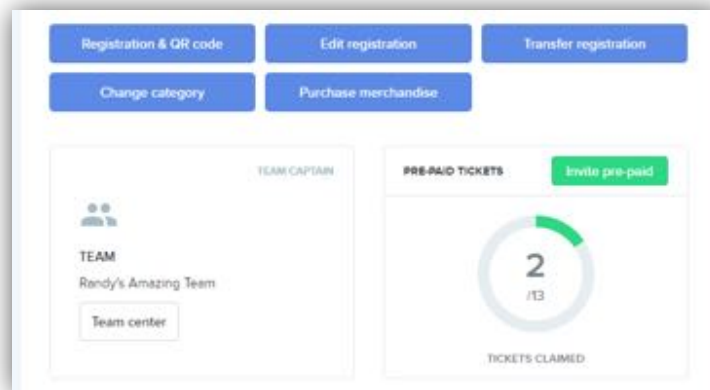 Registration & QR code
Edit registration
Transfer registration
Change category
Purchase merchandise
TEAM CAPTAIN
TEAM
Randy's Amazing Team
Team center
PRE-PAID TICKETS
Invite pre-paid
2
/13
TICKETS CLAIMED